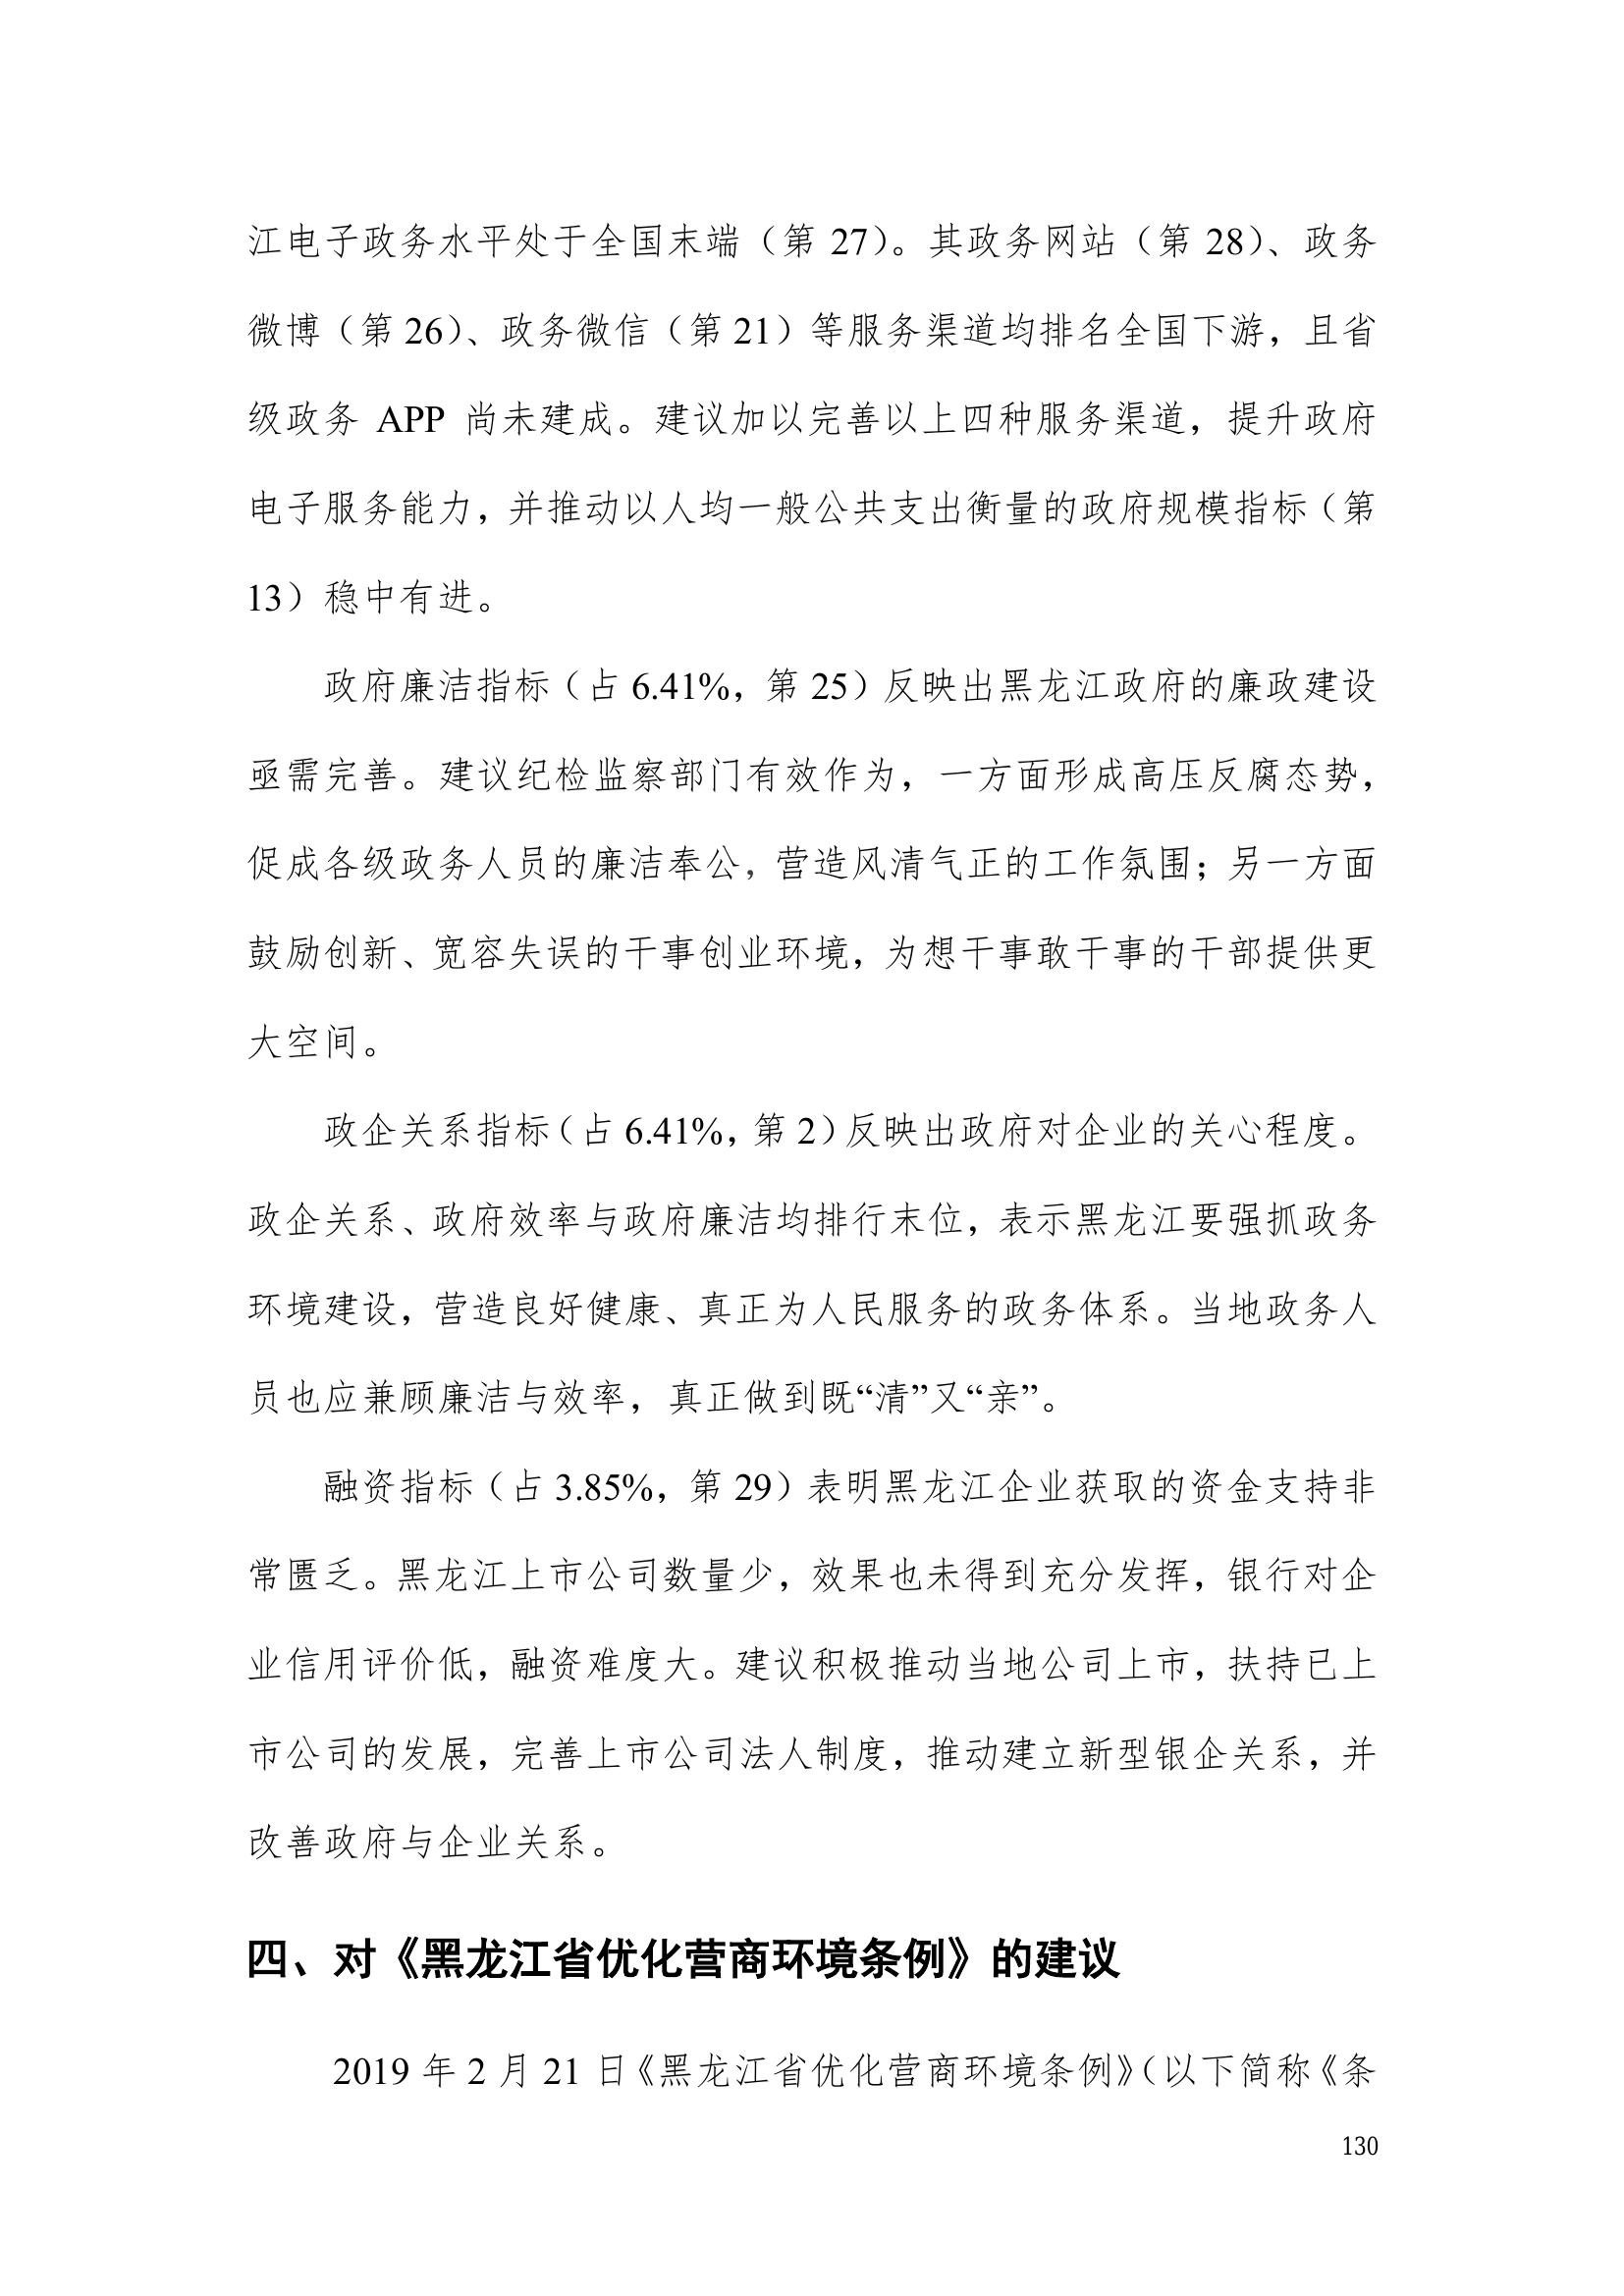 江电子政务水平处于全国末端（第 27）。其政务网站（第 28）、政务
微博（第 26）、政务微信（第 21）等服务渠道均排名全国下游，且省
级政务 APP 尚未建成。建议加以完善以上四种服务渠道，提升政府
电子服务能力，并推动以人均一般公共支出衡量的政府规模指标（第
13）稳中有进。
政府廉洁指标（占 6.41%，第 25）反映出黑龙江政府的廉政建设
亟需完善。建议纪检监察部门有效作为，一方面形成高压反腐态势，
促成各级政务人员的廉洁奉公，营造风清气正的工作氛围；另一方面
鼓励创新、宽容失误的干事创业环境，为想干事敢干事的干部提供更
大空间。
政企关系指标（占 6.41%，第 2）反映出政府对企业的关心程度。
政企关系、政府效率与政府廉洁均排行末位，表示黑龙江要强抓政务
环境建设，营造良好健康、真正为人民服务的政务体系。当地政务人
员也应兼顾廉洁与效率，真正做到既“清”又“亲”。
融资指标（占 3.85%，第 29）表明黑龙江企业获取的资金支持非
常匮乏。黑龙江上市公司数量少，效果也未得到充分发挥，银行对企
业信用评价低，融资难度大。建议积极推动当地公司上市，扶持已上
市公司的发展，完善上市公司法人制度，推动建立新型银企关系，并
改善政府与企业关系。
四、对《黑龙江省优化营商环境条例》的建议
2019 年 2 月 21 日《黑龙江省优化营商环境条例》（以下简称《条
130